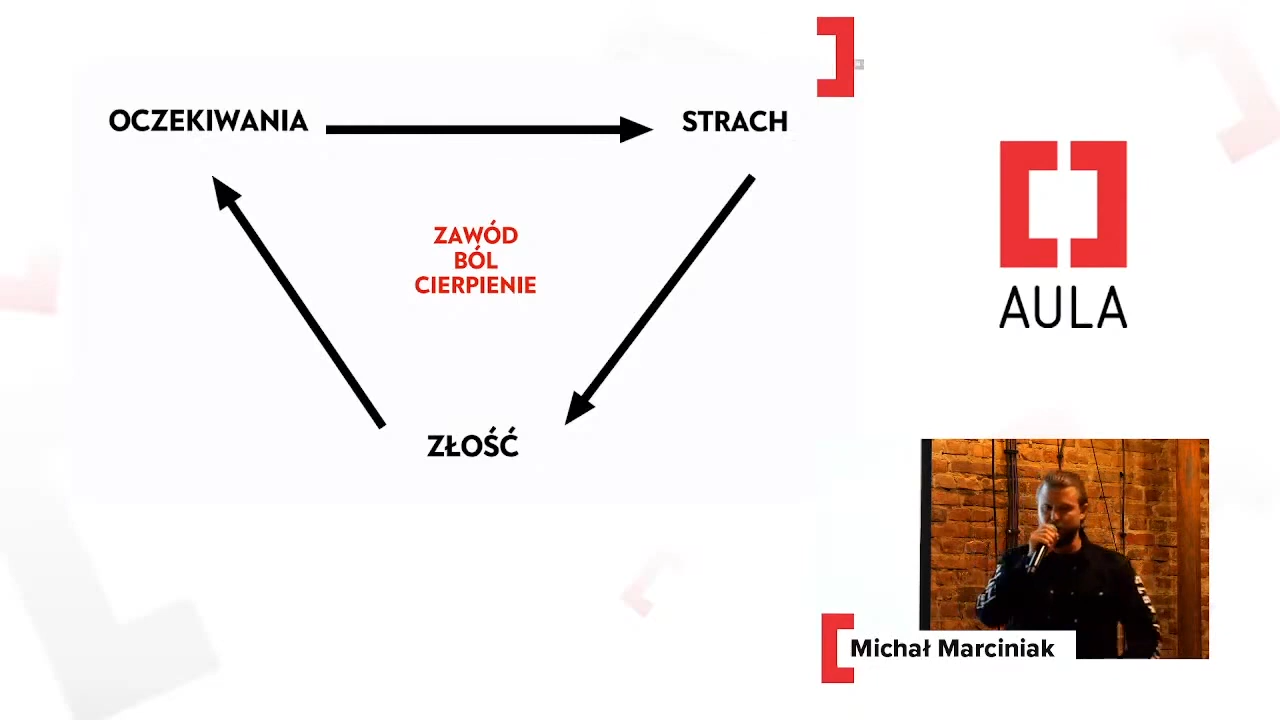 OCZEKIWANIA
STRACH
ZAWÓD
BÓL
CIERPIENIE
ZŁOŚĆ
AULA
Michał Marciniak